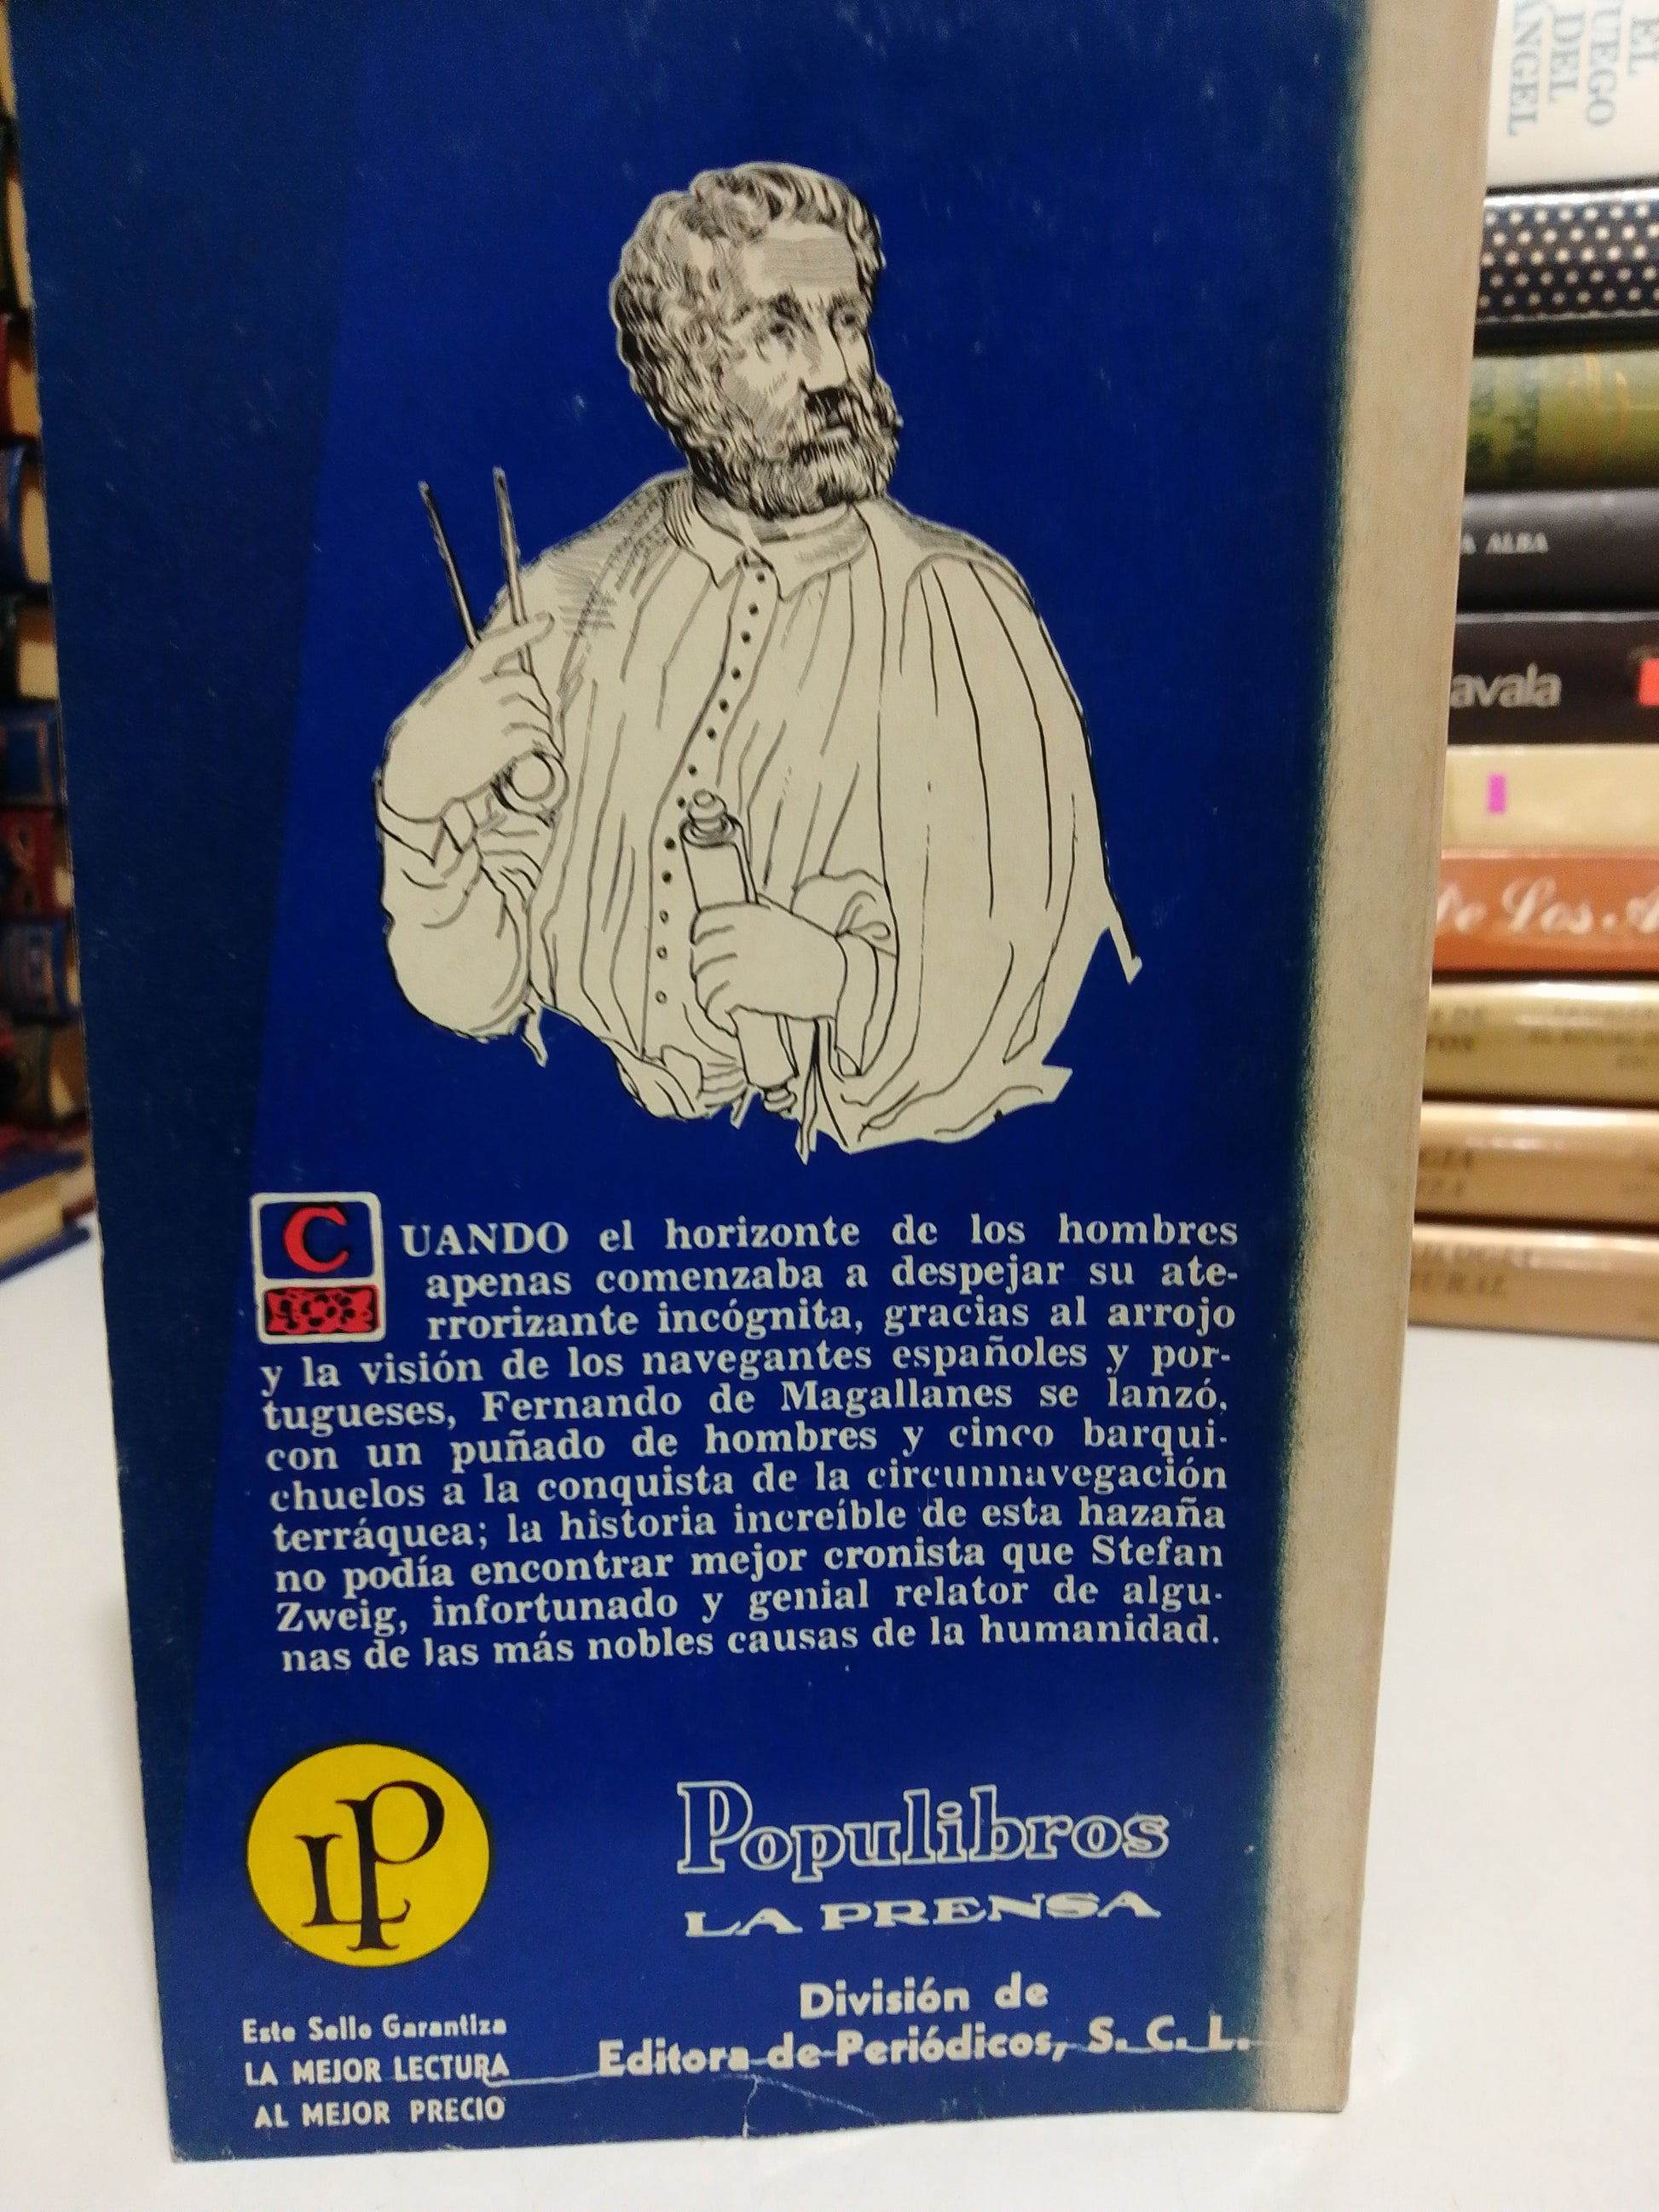 CUANDO el horizonte de los hombres
apenas comenzaba a despejar su ate-
rrorizante incógnita, gracias al arrojo
y la visión de los navegantes españoles y por-
tugueses, Fernando de Magallanes se lanzó,
con un puñado de hombres y cinco barqui-
chuelos a la conquista de la circunnavegación
terráquea; la historia increíble de esta hazaña
no podía encontrar mejor cronista que Stefan
Zweig, infortunado y genial relator de algu-
nas de las más nobles causas de la humanidad.
LP
Este Sello Garantiza
LA MEJOR LECTURA
AL MEJOR PRECIO
Populibros
LA PRENSA
División de
Editora de Periódicos, S. C. L.
EL
JUEGO
DEL
ÁNGEL
ALBA
avala
De Los A